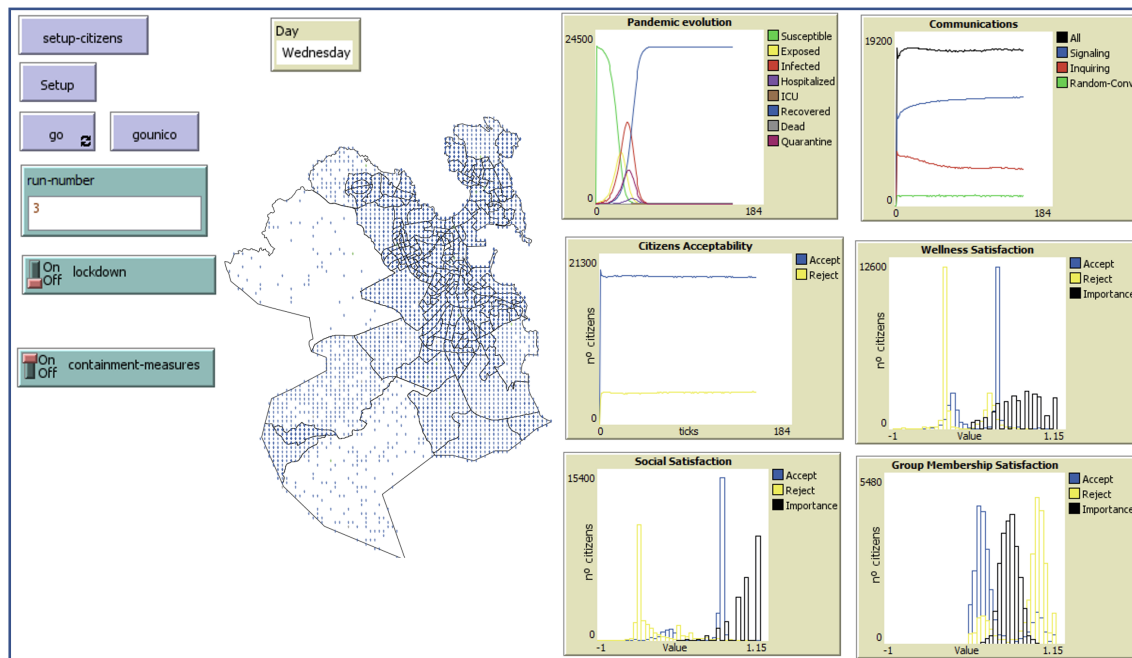 setup-citizens
Setup
go
gounico
run-number
3
On
Off
lockdown
On
Off
containment-measures
Day
Wednesday
Pandemic evolution
24500
0
0
184
Susceptible
Exposed
Infected
Hospitalized
ICU
Recovered
Dead
Quarantine
Communications
19200
0
0
184
All
Signaling
Inquiring
Random-Conv
Citizens Acceptability
21300
nº citizens
0
0
ticks
184
Accept
Reject
Wellness Satisfaction
12600
nº citizens
0
-1
Value
1.15
Accept
Reject
Importance
Social Satisfaction
15400
nº citizens
0
-1
Value
1.15
Accept
Reject
Importance
Group Membership Satisfaction
5480
nº citizens
0
-1
Value
1.15
Accept
Reject
Importance